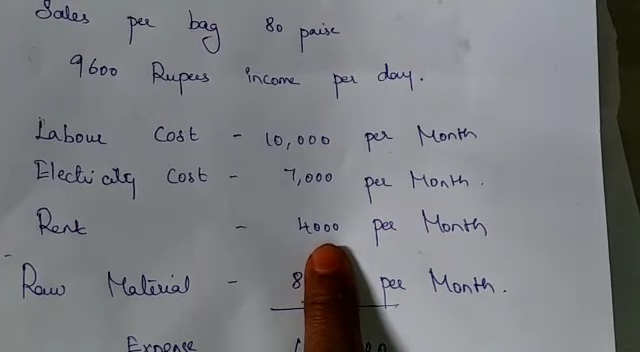 Sales per bag 80 paise
9600 Rupees income per day.
Labour Cost - 10,000 per Month
Electricity Cost - 7,000 per Month.
Rent - 4000 per Month
Raw Material - per Month.
Expense